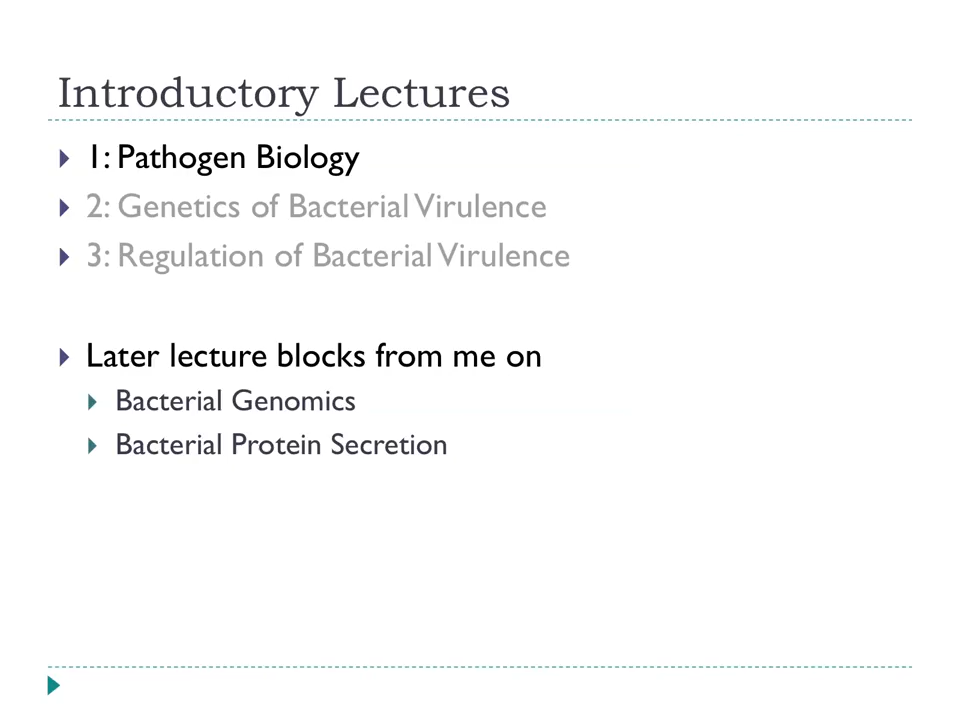 Introductory Lectures
1: Pathogen Biology
2: Genetics of Bacterial Virulence
3: Regulation of Bacterial Virulence
Later lecture blocks from me on
Bacterial Genomics
Bacterial Protein Secretion